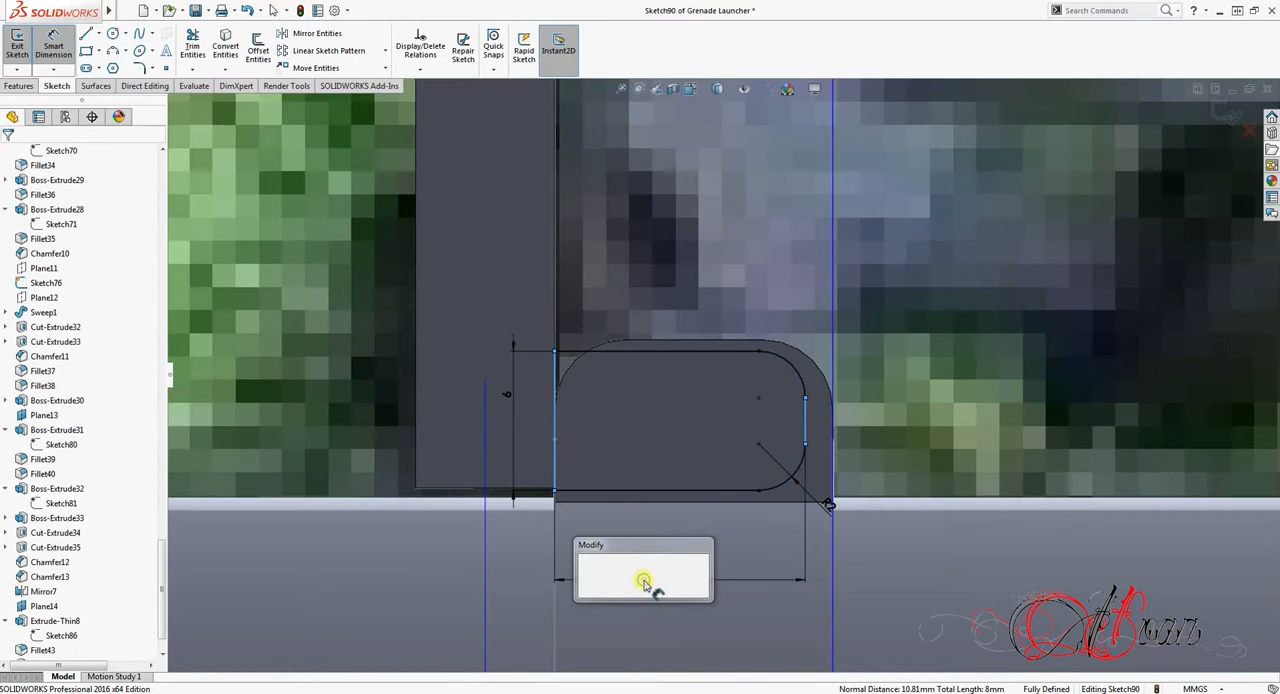 SOLIDWORKS
Sketch90 of Grenade Launcher *
Search Commands
Exit Sketch
Smart Dimension
Trim Entities
Convert Entities
Offset Entities
Mirror Entities
Linear Sketch Pattern
Move Entities
Display/Delete Relations
Repair Sketch
Quick Snaps
Rapid Sketch
Instant2D
Features
Sketch
Surfaces
Direct Editing
Evaluate
DimXpert
Render Tools
SOLIDWORKS Add-Ins
Sketch70
Fillet34
Boss-Extrude29
Fillet36
Boss-Extrude28
Sketch71
Fillet35
Chamfer10
Plane11
Sketch76
Plane12
Sweep1
Cut-Extrude32
Cut-Extrude33
Chamfer11
Fillet37
Fillet38
Boss-Extrude30
Plane13
Boss-Extrude31
Sketch80
Fillet39
Fillet40
Boss-Extrude32
Sketch81
Boss-Extrude33
Cut-Extrude34
Cut-Extrude35
Chamfer12
Chamfer13
Mirror7
Plane14
Extrude-Thin8
Sketch86
Fillet43
6
R2
Modify
Model
Motion Study 1
SOLIDWORKS Professional 2016 x64 Edition
Normal Distance: 10.81mm Total Length: 8mm
Fully Defined
Editing Sketch90
MMGS